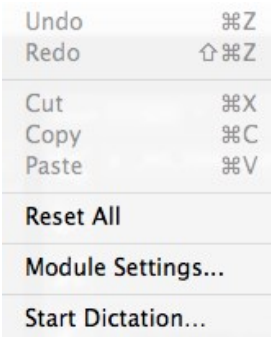 Undo ⌘Z
Redo ⇧⌘Z
Cut ⌘X
Copy ⌘C
Paste ⌘V
Reset All
Module Settings...
Start Dictation...